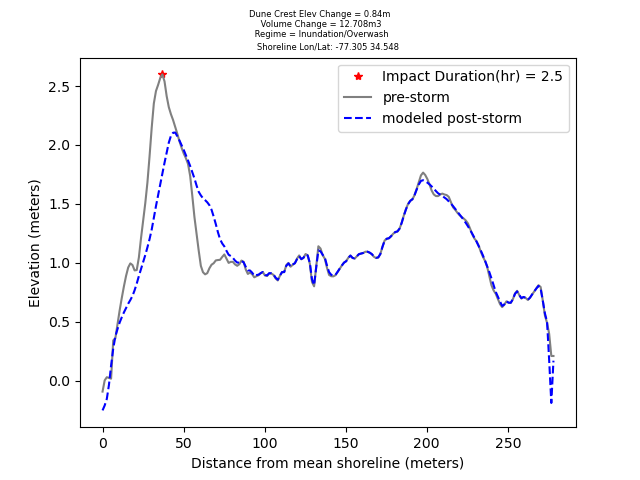 Dune Crest Elev Change = 0.84m
Volume Change = 12.708m3
Regime = Inundation/Overwash
Shoreline Lon/Lat: -77.305 34.548
Impact Duration(hr) = 2.5
pre-storm
modeled post-storm
Elevation (meters)
2.5
2.0
1.5
1.0
0.5
0.0
0 50 100 150 200 250
Distance from mean shoreline (meters)